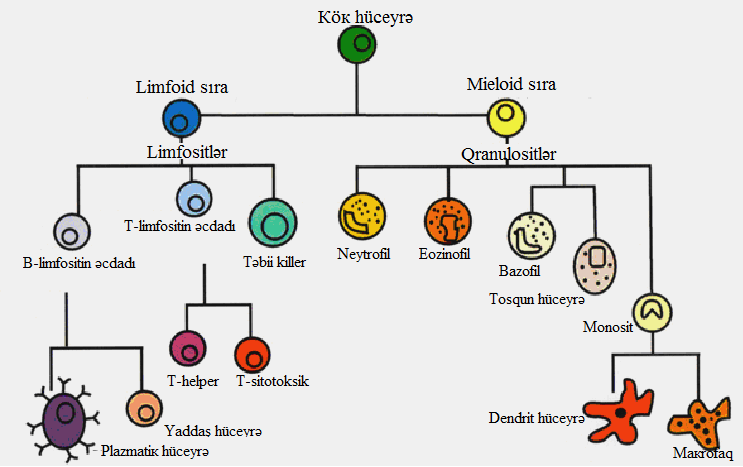 Kök hüceyrə
Limfoid sıra
Mieloid sıra
Limfositlər
Qranulositlər
B-limfositin əcdadı
T-limfositin əcdadı
Təbii killer
Neytrofil
Eozinofil
Bazofil
Tosqun hüceyrə
Monosit
T-helper
T-sitotoksik
Plazmatik hüceyrə
Yaddaş hüceyrə
Dendrit hüceyrə
Makrofaq